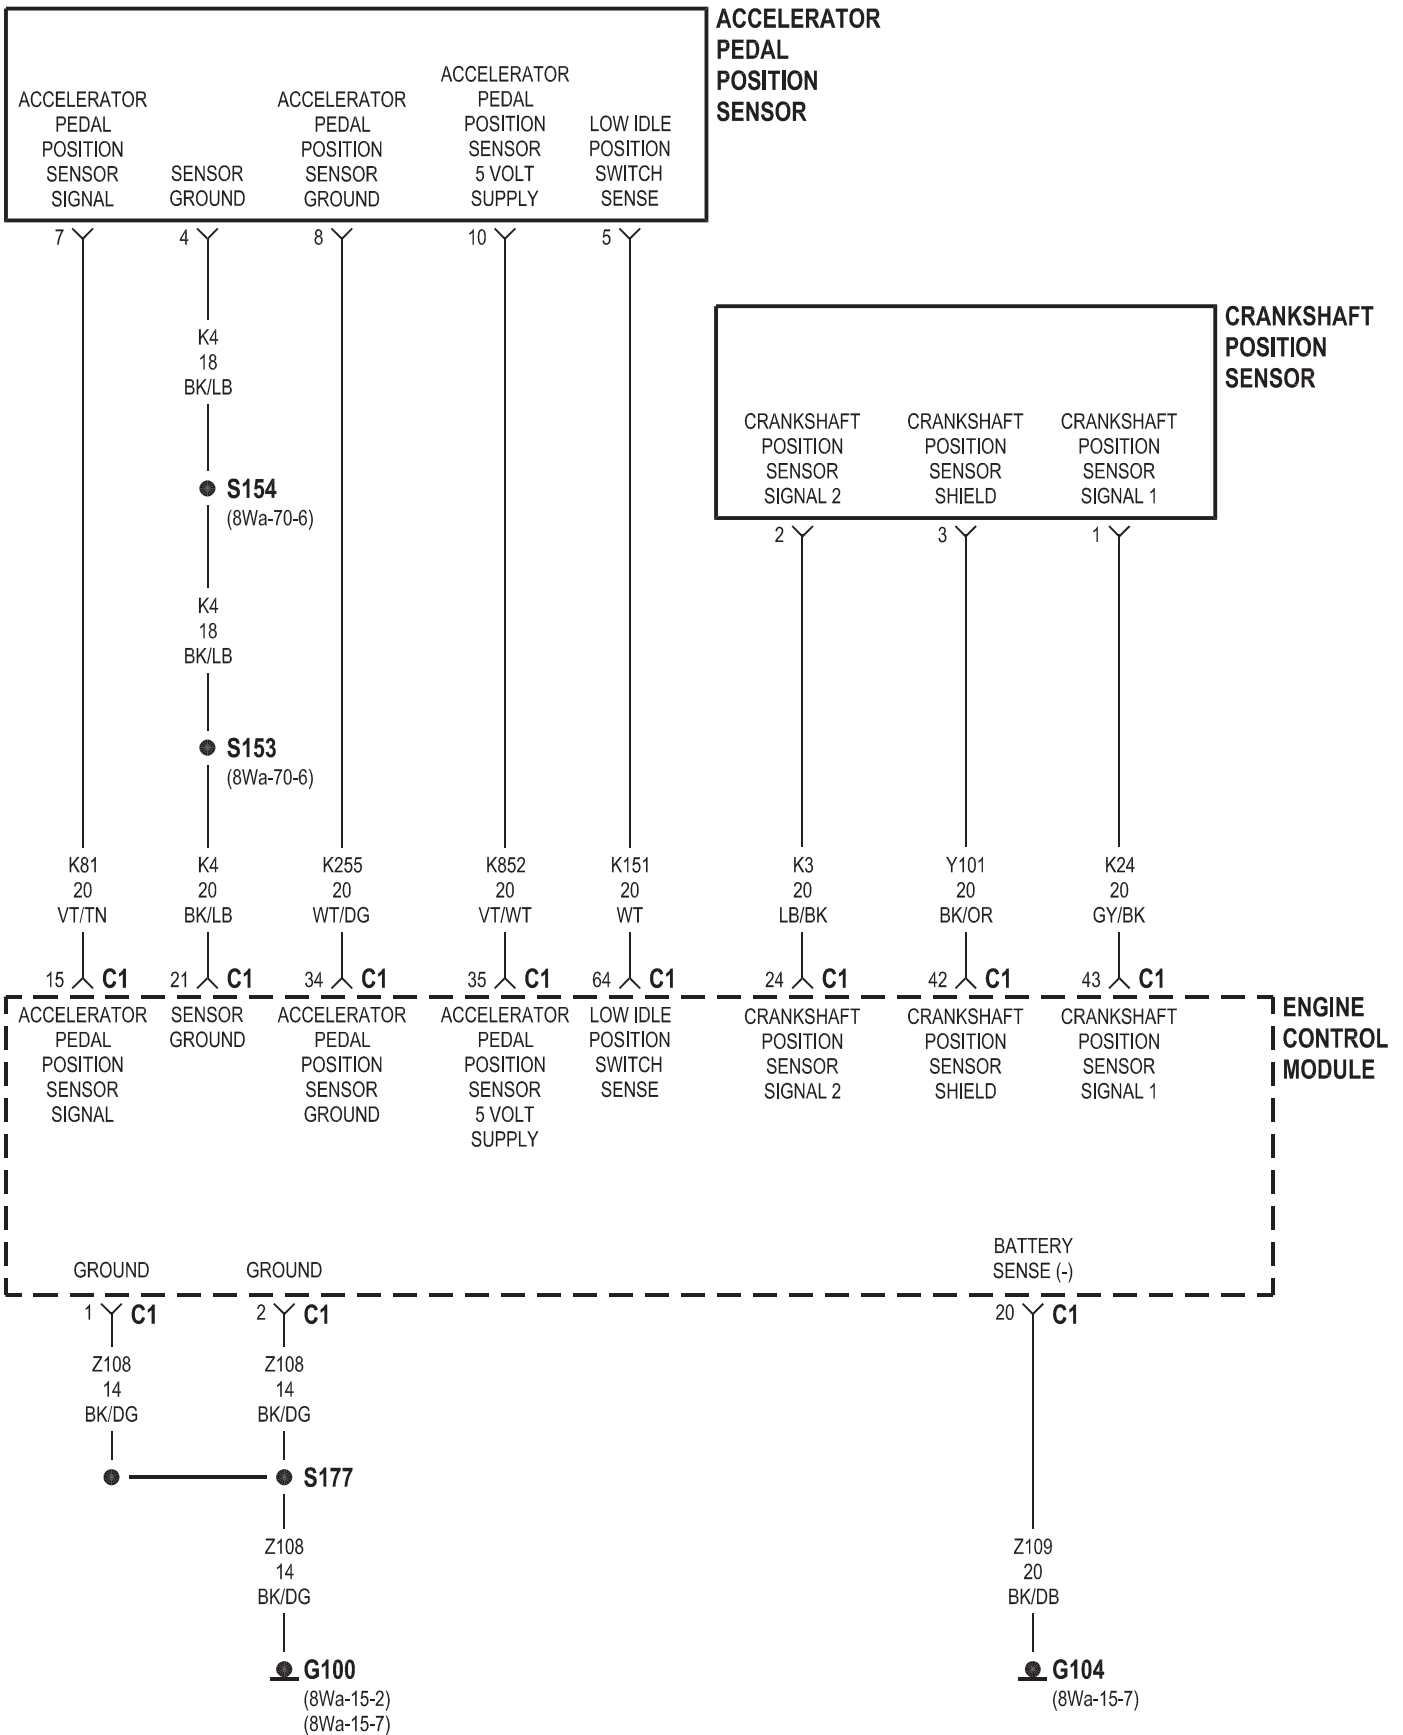 ACCELERATOR
PEDAL
POSITION
SENSOR
ACCELERATOR
PEDAL
POSITION
SENSOR
SIGNAL
SENSOR
GROUND
ACCELERATOR
PEDAL
POSITION
SENSOR
GROUND
ACCELERATOR
PEDAL
POSITION
SENSOR
5 VOLT
SUPPLY
LOW IDLE
POSITION
SWITCH
SENSE
7
4
8
10
5
K4
18
BK/LB
S154
(8Wa-70-6)
K4
18
BK/LB
S153
(8Wa-70-6)
CRANKSHAFT
POSITION
SENSOR
CRANKSHAFT
POSITION
SENSOR
SIGNAL 2
CRANKSHAFT
POSITION
SENSOR
SHIELD
CRANKSHAFT
POSITION
SENSOR
SIGNAL 1
2
3
1
K81
20
VT/TN
K4
20
BK/LB
K255
20
WT/DG
K852
20
VT/WT
K151
20
WT
K3
20
LB/BK
Y101
20
BK/OR
K24
20
GY/BK
15 C1
21 C1
34 C1
35 C1
64 C1
24 C1
42 C1
43 C1
ENGINE
CONTROL
MODULE
ACCELERATOR
PEDAL
POSITION
SENSOR
SIGNAL
SENSOR
GROUND
ACCELERATOR
PEDAL
POSITION
SENSOR
GROUND
ACCELERATOR
PEDAL
POSITION
SENSOR
5 VOLT
SUPPLY
LOW IDLE
POSITION
SWITCH
SENSE
CRANKSHAFT
POSITION
SENSOR
SIGNAL 2
CRANKSHAFT
POSITION
SENSOR
SHIELD
CRANKSHAFT
POSITION
SENSOR
SIGNAL 1
GROUND
GROUND
BATTERY
SENSE (-)
1 C1
2 C1
20 C1
Z108
14
BK/DG
Z108
14
BK/DG
S177
Z108
14
BK/DG
G100
(8Wa-15-2)
(8Wa-15-7)
Z109
20
BK/DB
G104
(8Wa-15-7)